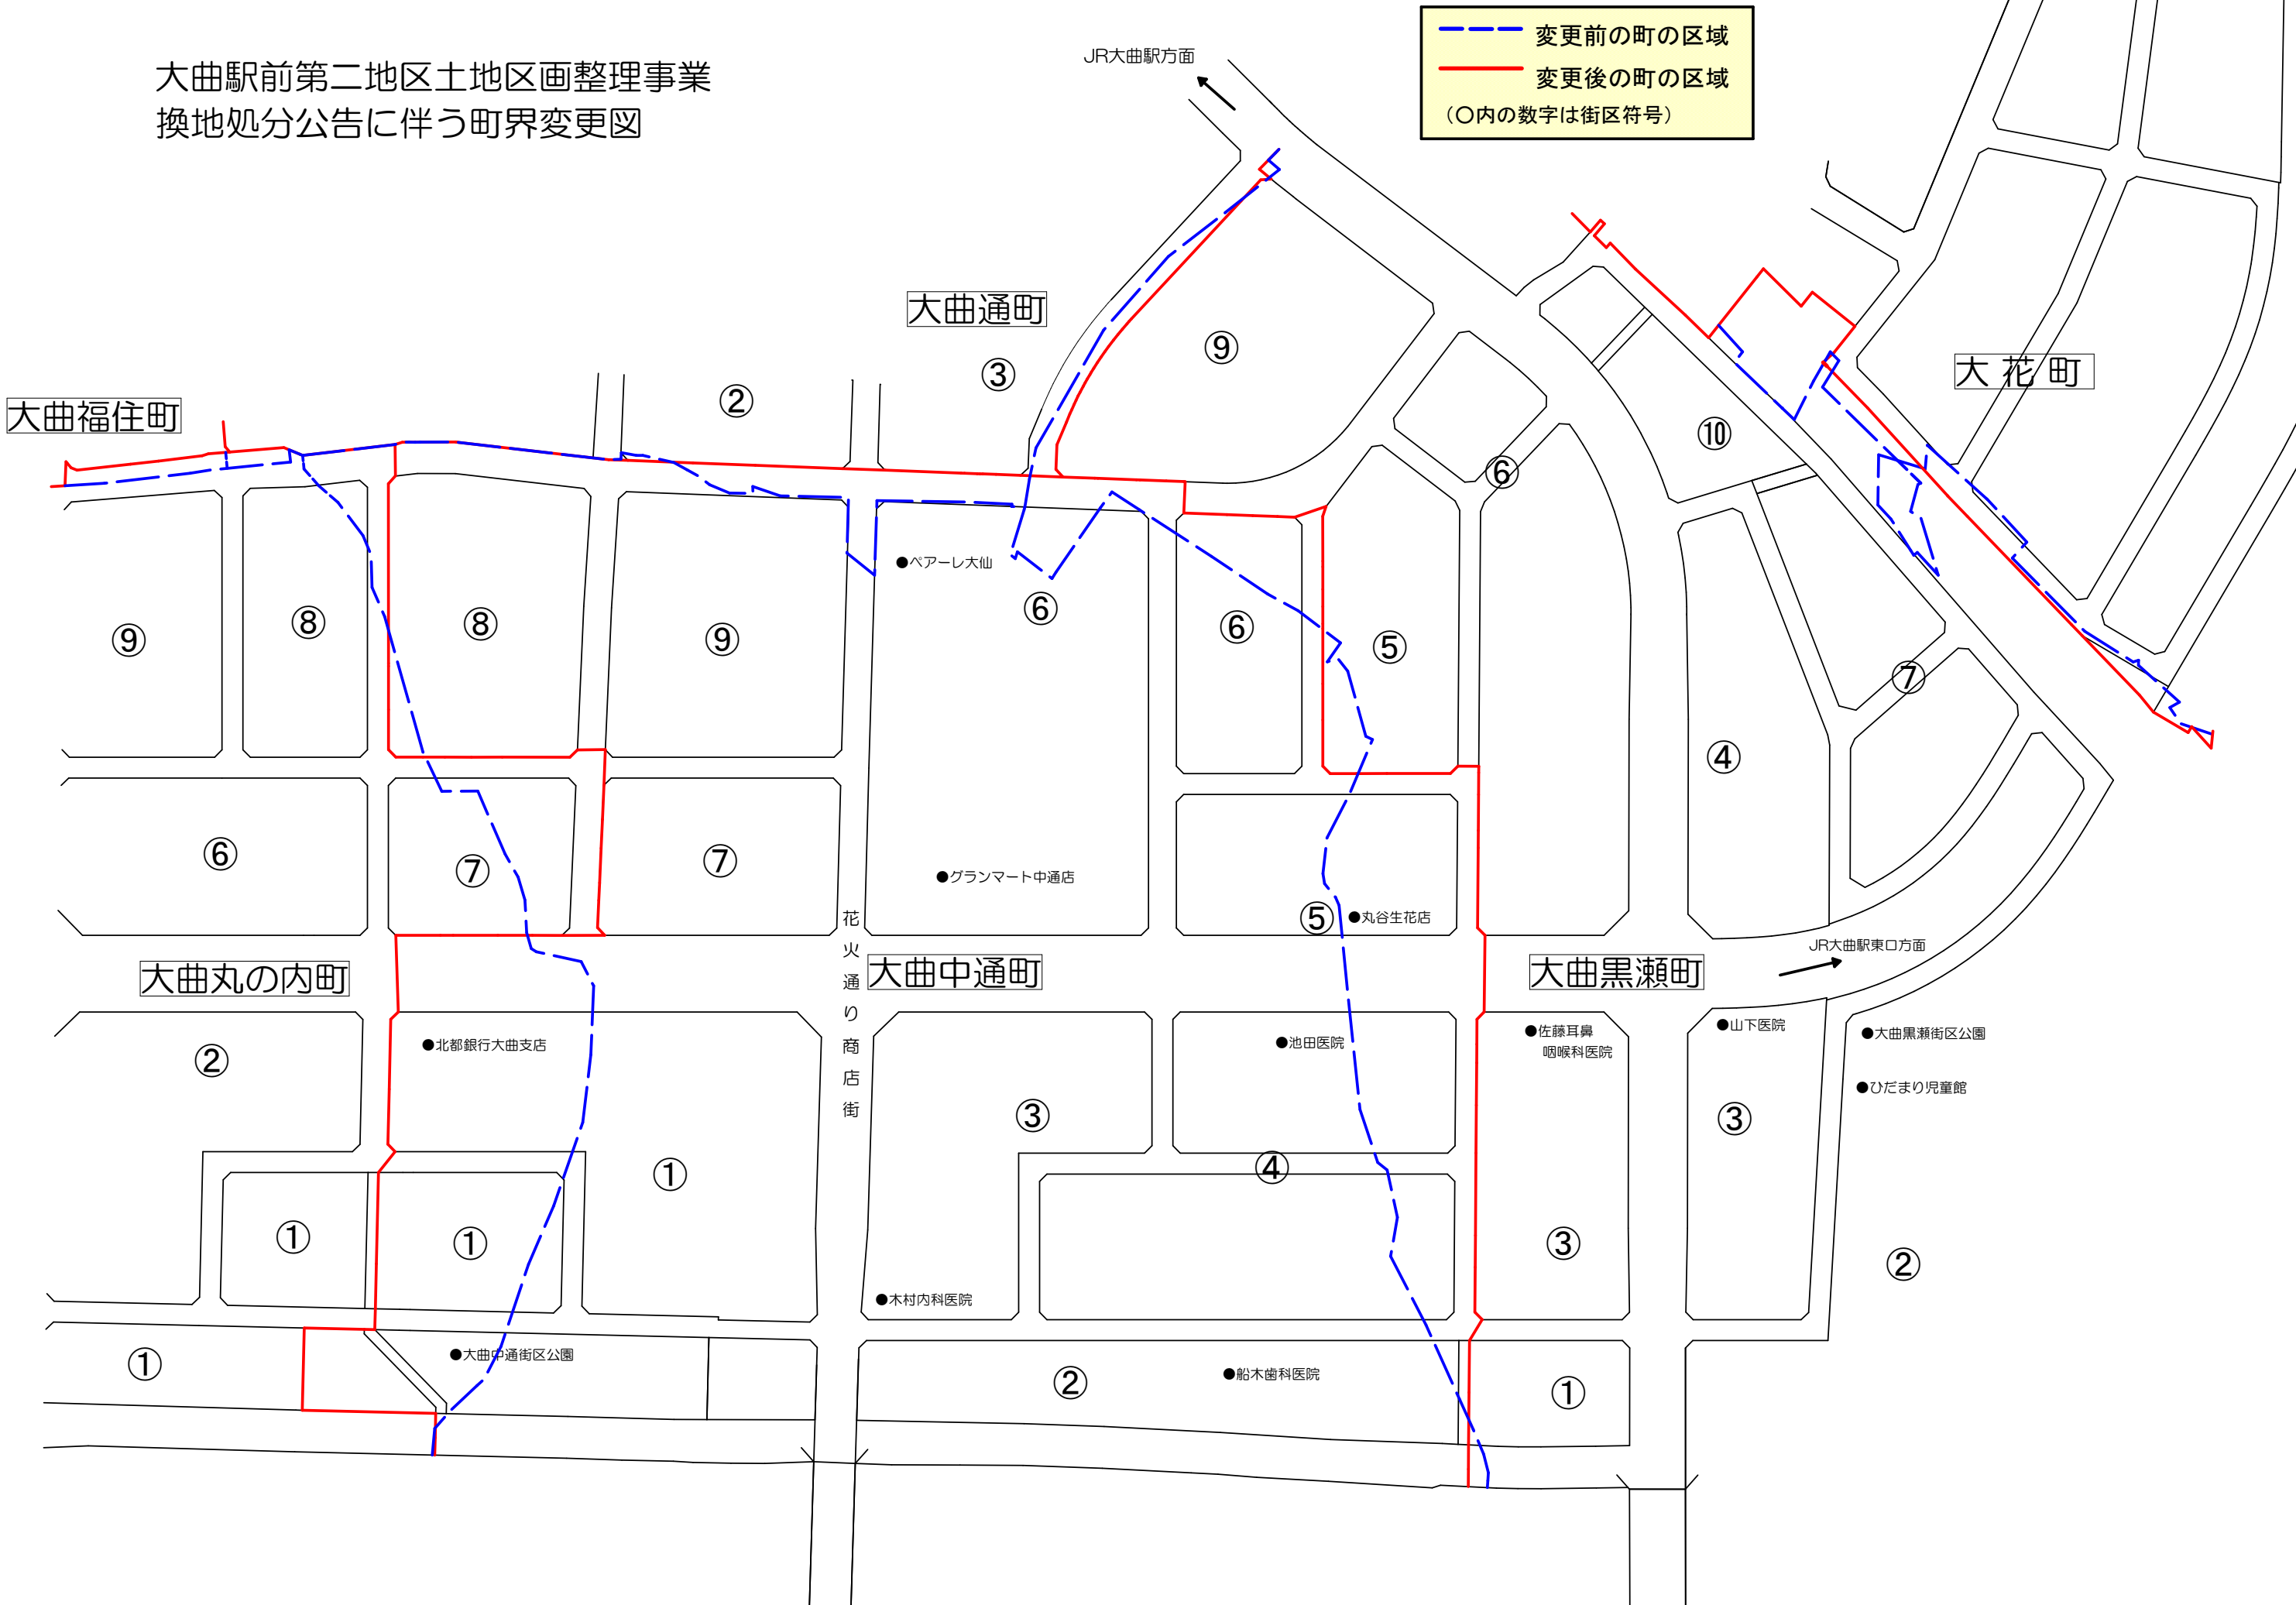 大曲駅前第二地区土地区画整理事業
換地処分公告に伴う町界変更図
変更前の町の区域
変更後の町の区域
(○内の数字は街区符号)
JR大曲駅方面
大曲通町
③
⑨
大花町
大曲福住町
②
⑩
⑥
●ペアーレ大仙
⑨
⑧
⑧
⑨
⑥
⑥
⑤
⑦
④
⑥
⑦
⑦
●グランマート中通店
⑤
●丸谷生花店
花火通り商店街
JR大曲駅東口方面
大曲丸の内町
大曲中通町
大曲黒瀬町
②
●北都銀行大曲支店
●池田医院
●佐藤耳鼻
咽喉科医院
●山下医院
●大曲黒瀬街区公園
●ひだまり児童館
③
③
①
④
①
①
③
②
●木村内科医院
①
●大曲中通街区公園
②
●船木歯科医院
①